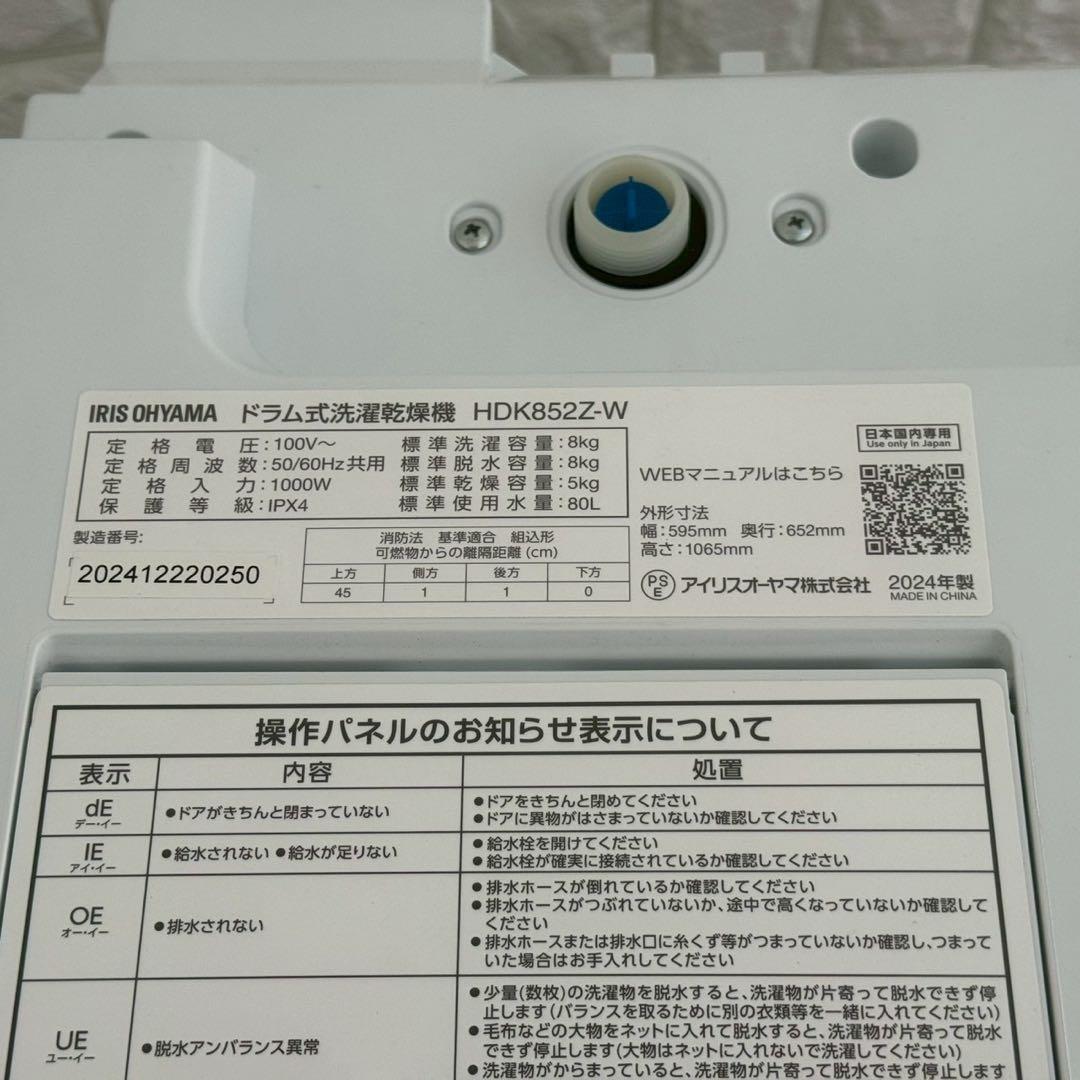 IRIS OHYAMA ドラム式洗濯乾燥機 HDK852Z-W
定格電圧:100V～ 標準洗濯容量:8kg
定格周波数:50/60Hz共用 標準脱水容量:8kg
定格入力:1000W 標準乾燥容量:5kg
保護等級:IPX4 標準使用水量:80L
日本国内専用
Use only in Japan
WEBマニュアルはこちら
外形寸法
幅:595mm 奥行:652mm
高さ:1065mm
製造番号:
202412220250
消防法 基準適合 組込形
可燃物からの離隔距離(cm)
上方 側方 後方 下方
45 1 1 0
PSE アイリスオーヤマ株式会社 2024年製
MADE IN CHINA
操作パネルのお知らせ表示について
表示 内容 処置
dE
デー・イー
●ドアがきちんと閉まっていない
●ドアをきちんと閉めてください
●ドアに異物がはさまっていないか確認してください
IE
アイ・イー
●給水されない ●給水が足りない
●給水栓を開けてください
●給水栓が確実に接続されているか確認してください
OE
オー・イー
●排水されない
●排水ホースが倒れているか確認してください
●排水ホースがつぶれていないか、途中で高くなっていないか確認して
ください
●排水ホースまたは排水口に糸くず等がつまっていないか確認し、つまって
いた場合はお手入れしてください
UE
ユー・イー
●脱水アンバランス異常
●少量(数枚)の洗濯物を脱水すると、洗濯物が片寄って脱水できず停
止します(バランスを取るために別の衣類等を一緒に入れてください)
●毛布などの大物をネットに入れて脱水すると、洗濯物が片寄って脱水
できず停止します(大物はネットに入れないで洗濯してください)
●洗濯物がからまっていると、洗濯物が片寄って脱水できず停止します